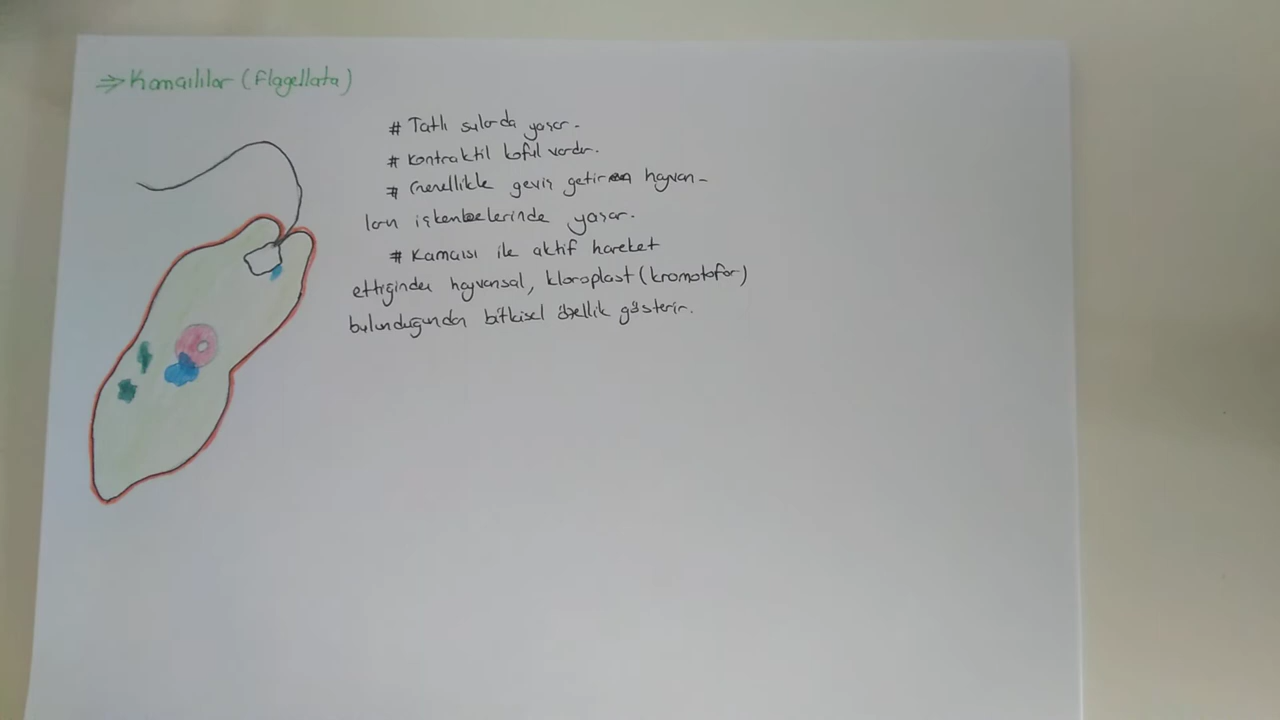 ⇒ Kamçılılar (Flagellata)
# Tatlı sularda yaşar.
# Kontraktil koful vardır.
# Genellikle geviş getiren hayvan-
ların işkembelerinde yaşar.
# Kamçısı ile aktif hareket
ettiğinden hayvansal, kloroplast (kromotofor)
bulunduğundan bitkisel özellik gösterir.